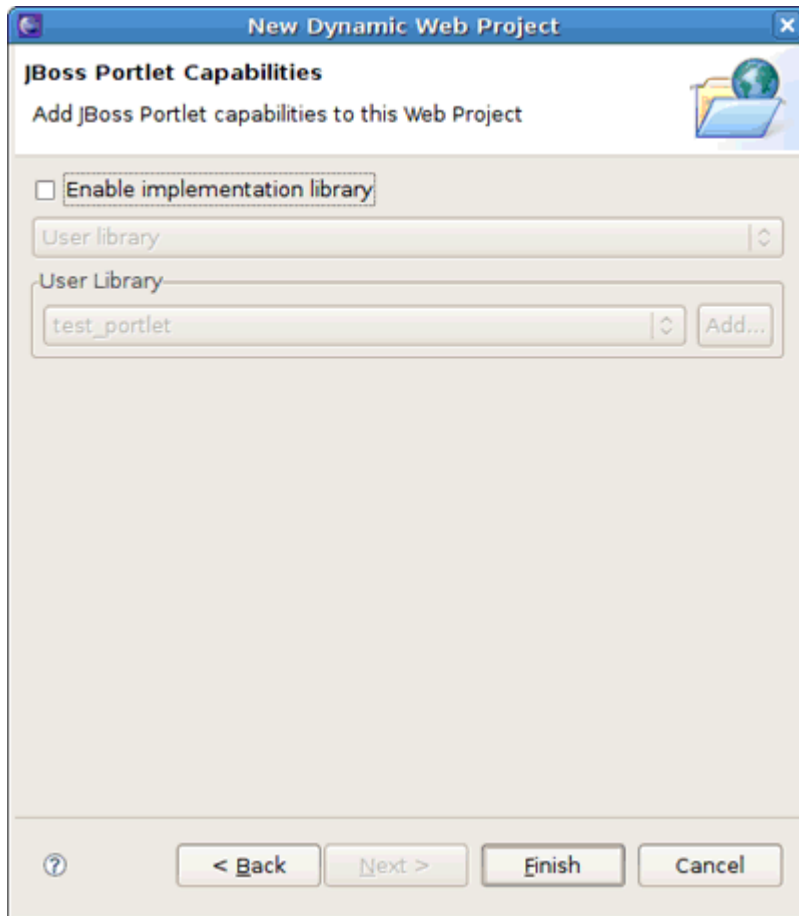 New Dynamic Web Project
JBoss Portlet Capabilities
Add JBoss Portlet capabilities to this Web Project
Enable implementation library
User library
User Library
test_portlet
Add...
< Back
Next >
Finish
Cancel